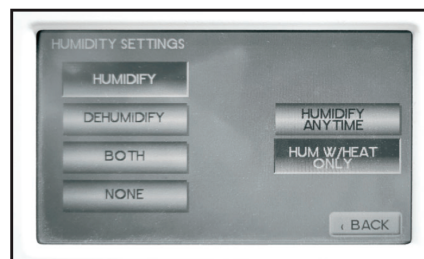 HUMIDITY SETTINGS
HUMIDIFY
DEHUMIDIFY
BOTH
NONE
HUMIDIFY
ANYTIME
HUM W/HEAT
ONLY
‹ BACK